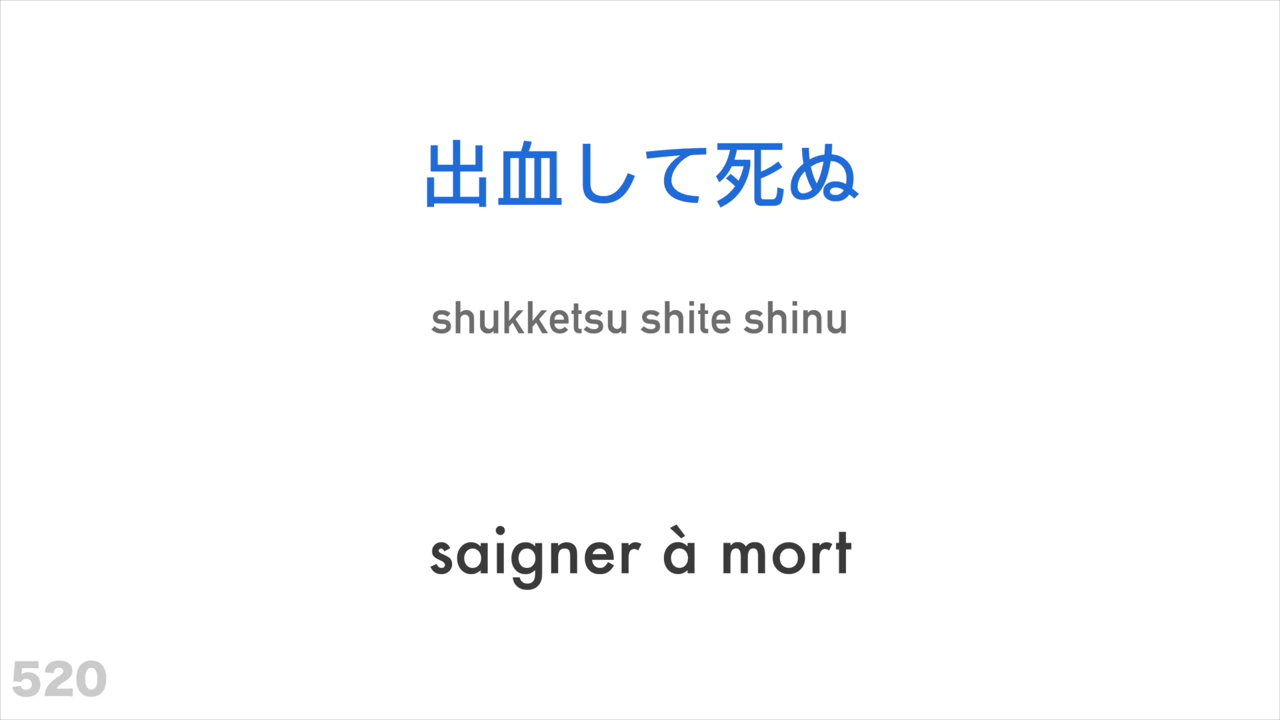 出血して死ぬ
shukketsu shite shinu
saigner à mort
520